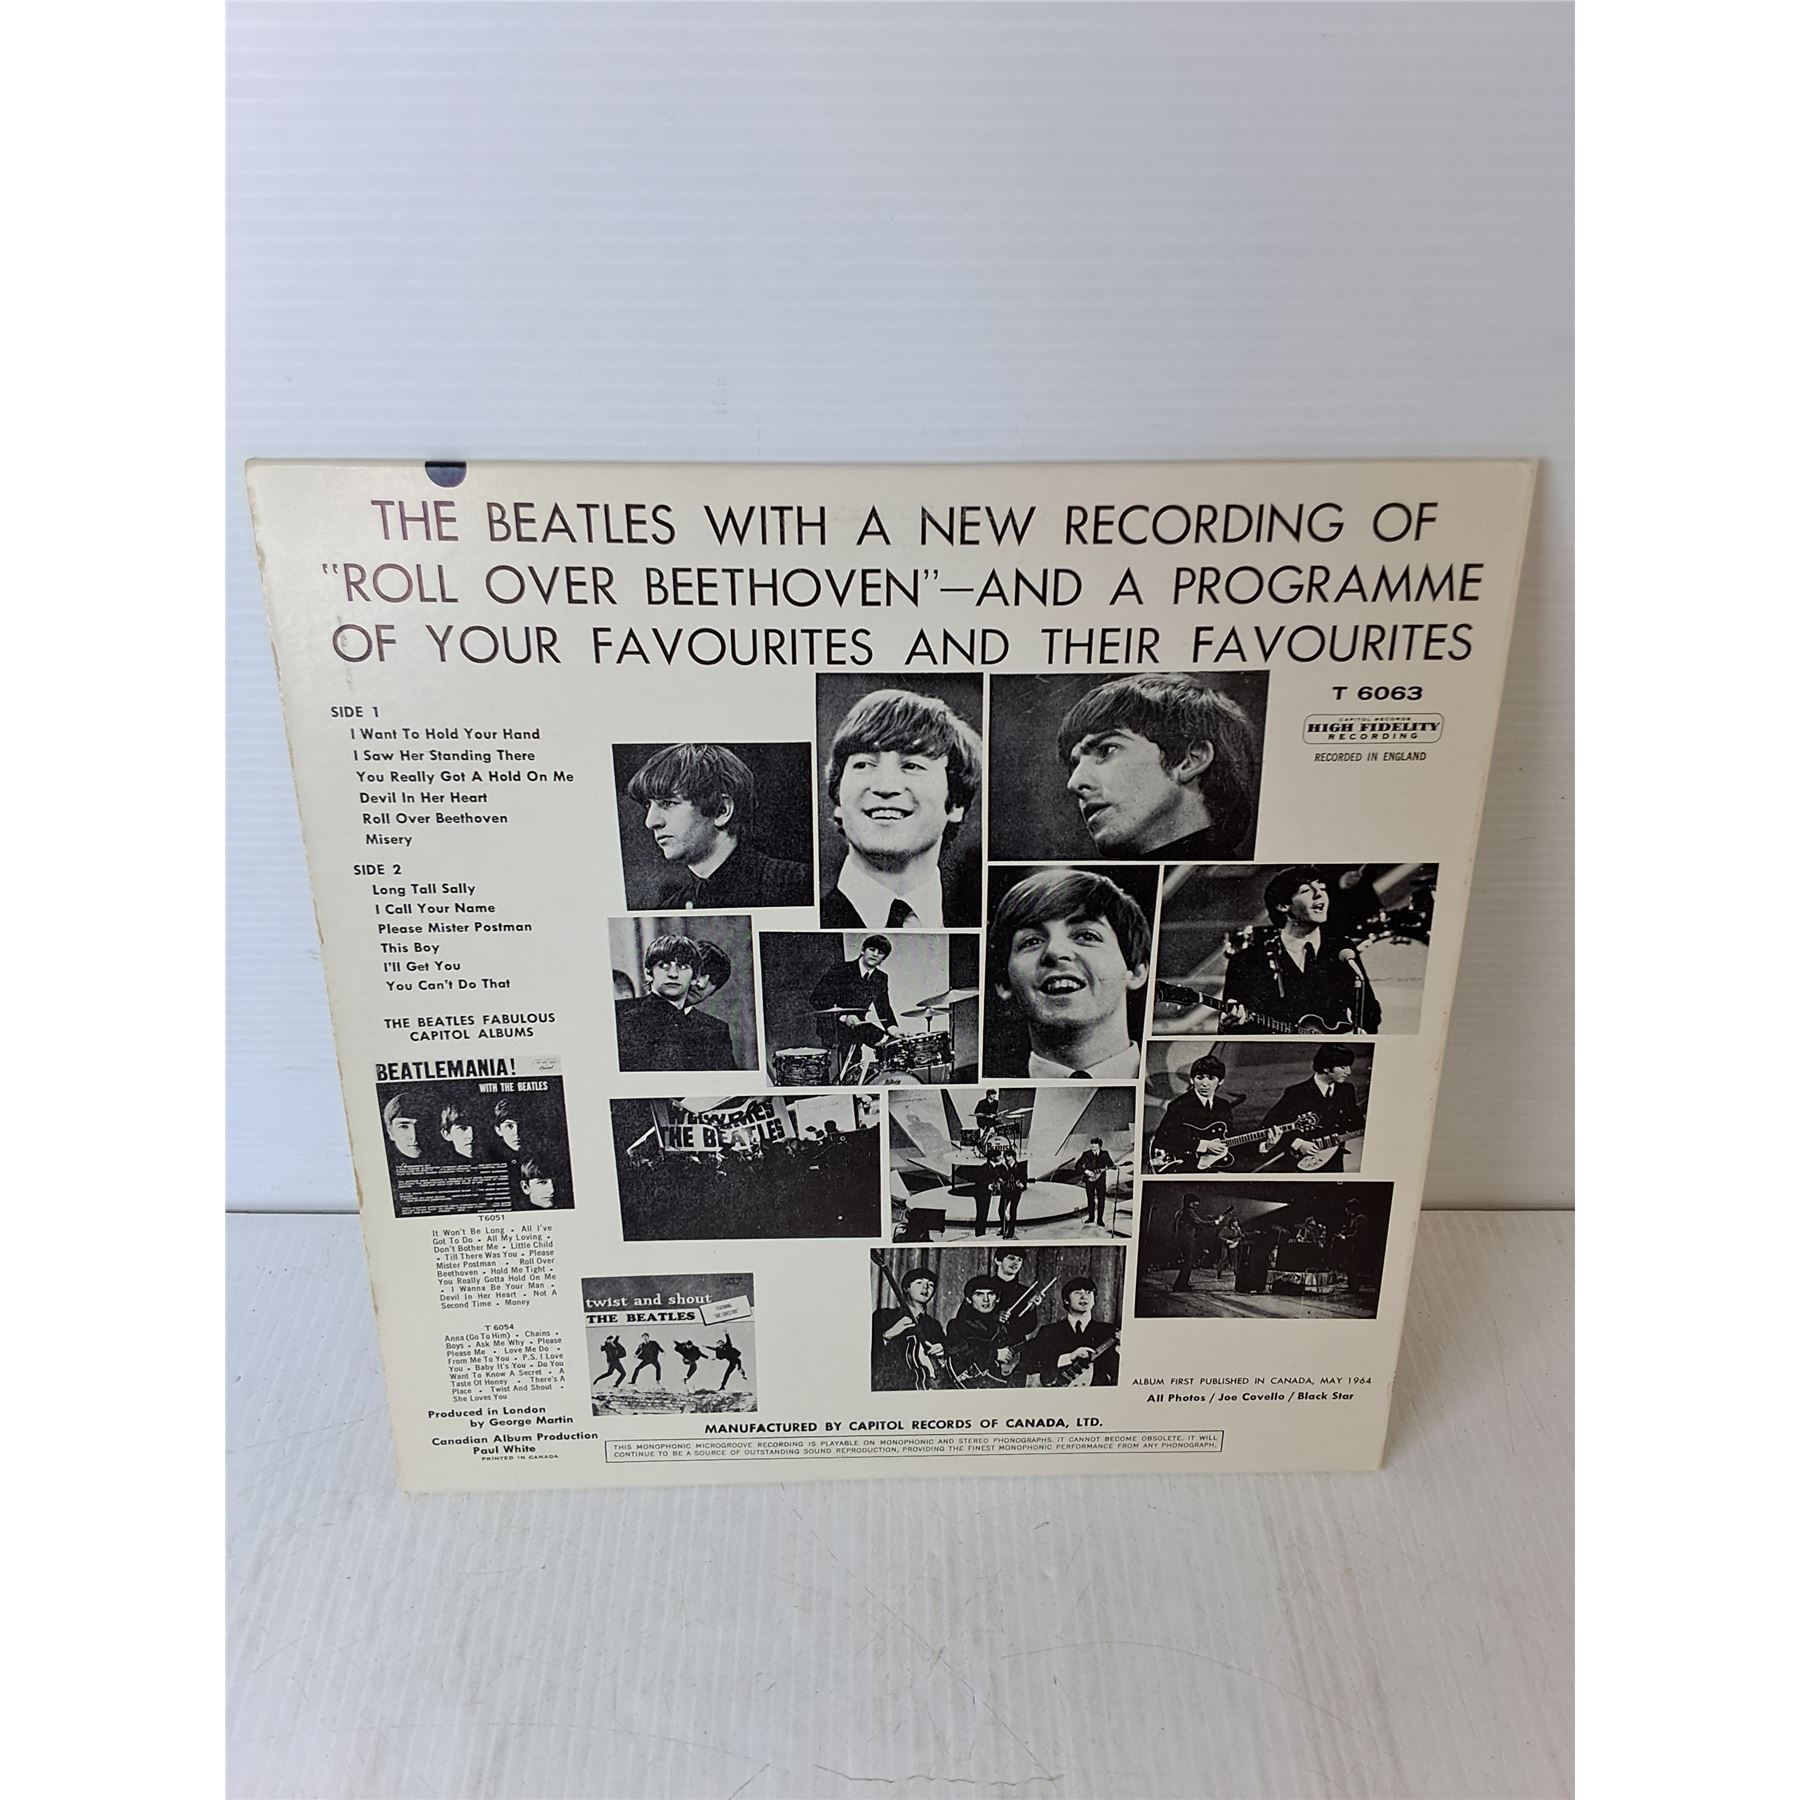 THE BEATLES WITH A NEW RECORDING OF
"ROLL OVER BEETHOVEN"—AND A PROGRAMME
OF YOUR FAVOURITES AND THEIR FAVOURITES
T 6063
CAPITOL RECORDS
HIGH FIDELITY
RECORDING
RECORDED IN ENGLAND
SIDE 1
I Want To Hold Your Hand
I Saw Her Standing There
You Really Got A Hold On Me
Devil In Her Heart
Roll Over Beethoven
Misery
SIDE 2
Long Tall Sally
I Call Your Name
Please Mister Postman
This Boy
I'll Get You
You Can't Do That
THE BEATLES FABULOUS
CAPITOL ALBUMS
BEATLEMANIA!
WITH THE BEATLES
T6051
It Won't Be Long • All I've
Got To Do • All My Loving •
Don't Bother Me • Little Child
• Till There Was You • Please
Mister Postman • Roll Over
Beethoven • Hold Me Tight •
You Really Gotta Hold On Me
• I Wanna Be Your Man •
Devil In Her Heart • Not A
Second Time • Money
T 6054
Anna (Go To Him) • Chains •
Boys • Ask Me Why • Please
Please Me • Love Me Do •
From Me To You • P.S. I Love
You • Baby It's You • Do You
Want To Know A Secret • A
Taste Of Honey • There's A
Place • Twist And Shout •
She Loves You
twist and shout
THE BEATLES
THE BEATLES
Produced in London
by George Martin
Canadian Album Production
Paul White
PRINTED IN CANADA
ALBUM FIRST PUBLISHED IN CANADA, MAY 1964
All Photos / Joe Covello / Black Star
MANUFACTURED BY CAPITOL RECORDS OF CANADA, LTD.
THIS MONOPHONIC MICROGROOVE RECORDING IS PLAYABLE ON MONOPHONIC AND STEREO PHONOGRAPHS. IT CANNOT BECOME OBSOLETE. IT WILL
CONTINUE TO BE A SOURCE OF OUTSTANDING SOUND REPRODUCTION, PROVIDING THE FINEST MONOPHONIC PERFORMANCE FROM ANY PHONOGRAPH.